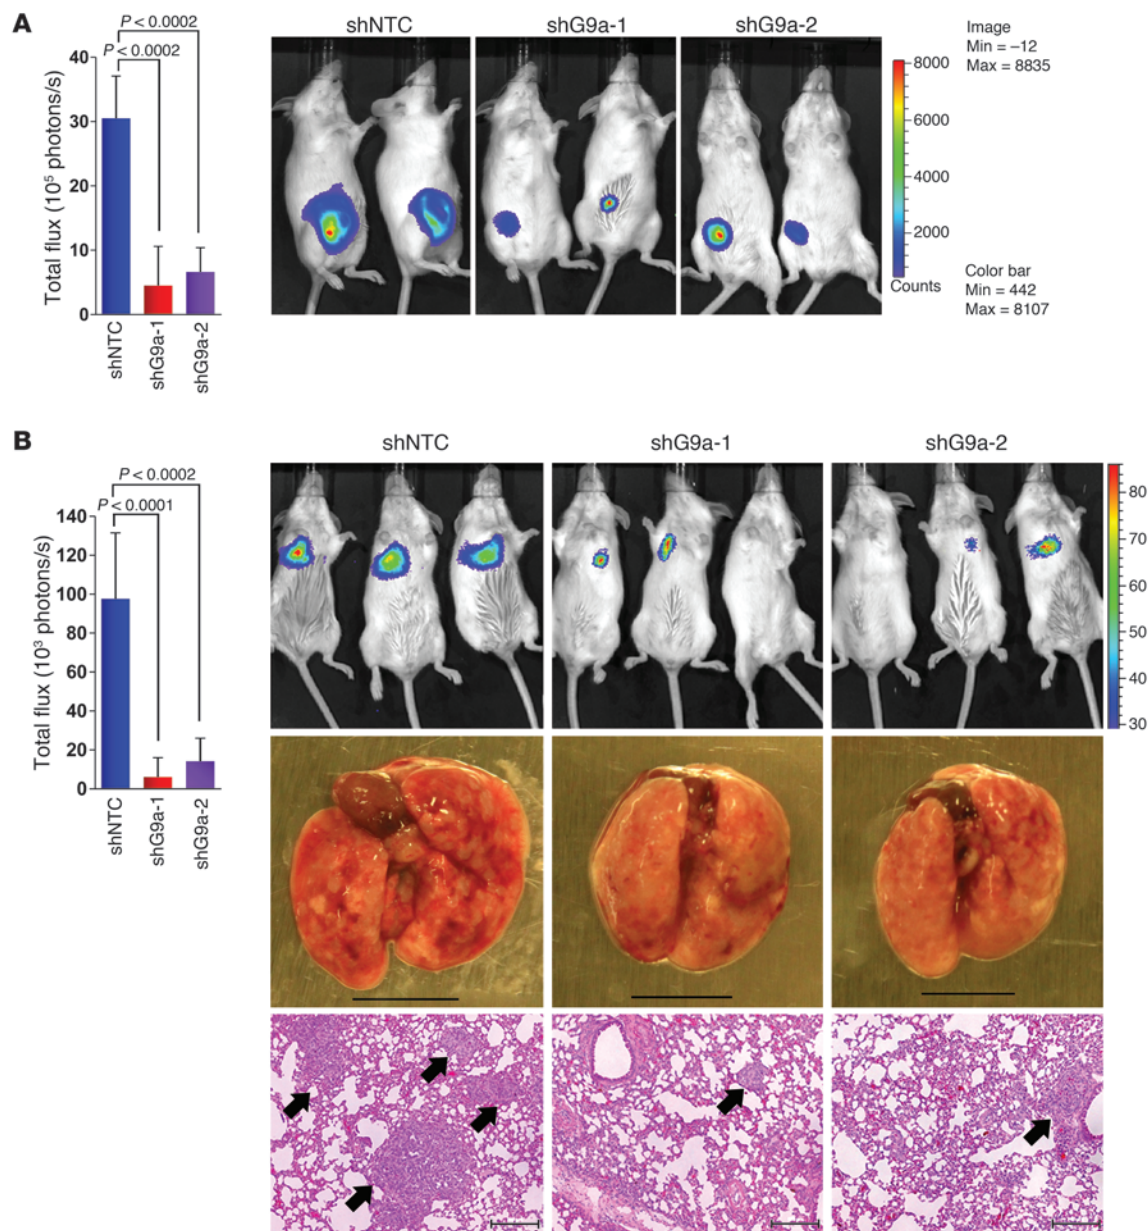 A
P < 0.0002
P < 0.0002
Total flux (10⁵ photons/s)
40
30
20
10
0
shNTC
shG9a-1
shG9a-2
shNTC
shG9a-1
shG9a-2
8000
6000
4000
2000
Counts
Image
Min = –12
Max = 8835
Color bar
Min = 442
Max = 8107
B
P < 0.0002
P < 0.0001
Total flux (10³ photons/s)
140
120
100
80
60
40
20
0
shNTC
shG9a-1
shG9a-2
shNTC
shG9a-1
shG9a-2
80
70
60
50
40
30